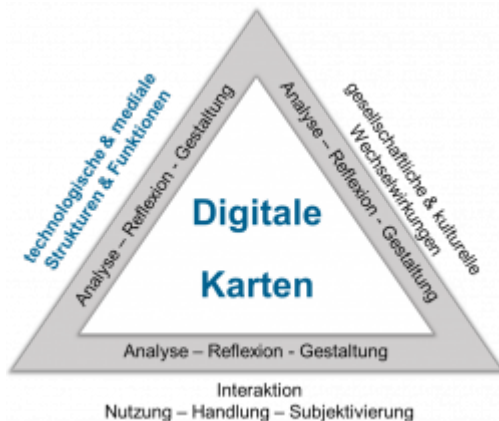 technologische & mediale
Strukturen & Funktionen
Analyse – Reflexion - Gestaltung
Analyse – Reflexion - Gestaltung
gesellschaftliche & kulturelle
Wechselwirkungen
Digitale
Karten
Analyse – Reflexion - Gestaltung
Interaktion
Nutzung – Handlung – Subjektivierung